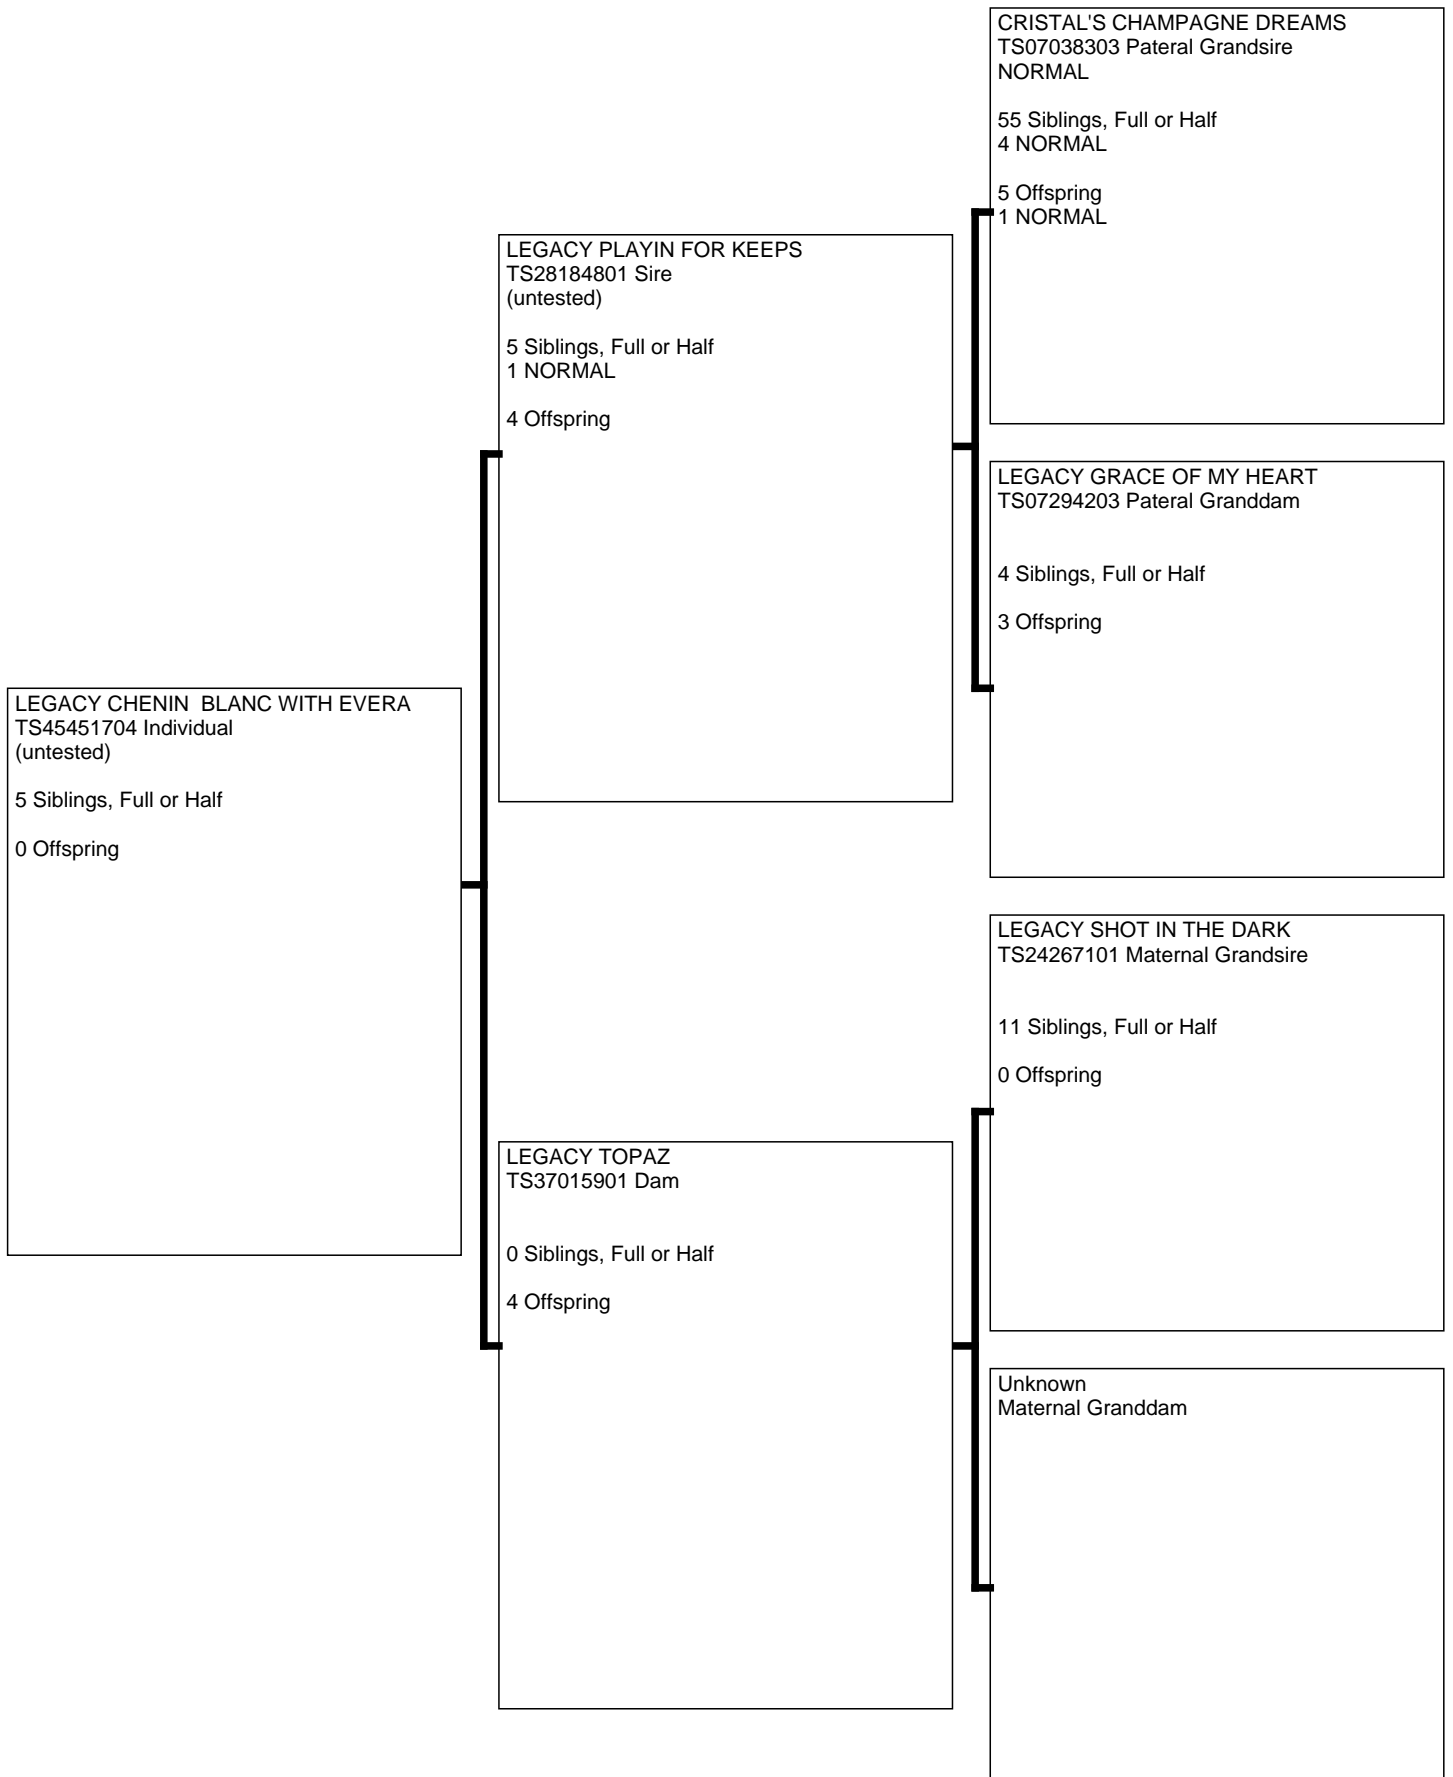 CRISTAL'S CHAMPAGNE DREAMS
TS07038303 Pateral Grandsire
NORMAL
55 Siblings, Full or Half
4 NORMAL
5 Offspring
1 NORMAL
LEGACY PLAYIN FOR KEEPS
TS28184801 Sire
(untested)
5 Siblings, Full or Half
1 NORMAL
4 Offspring
LEGACY GRACE OF MY HEART
TS07294203 Pateral Granddam
4 Siblings, Full or Half
3 Offspring
LEGACY CHENIN  BLANC WITH EVERA
TS45451704 Individual
(untested)
5 Siblings, Full or Half
0 Offspring
LEGACY SHOT IN THE DARK
TS24267101 Maternal Grandsire
11 Siblings, Full or Half
0 Offspring
LEGACY TOPAZ
TS37015901 Dam
0 Siblings, Full or Half
4 Offspring
Unknown
Maternal Granddam